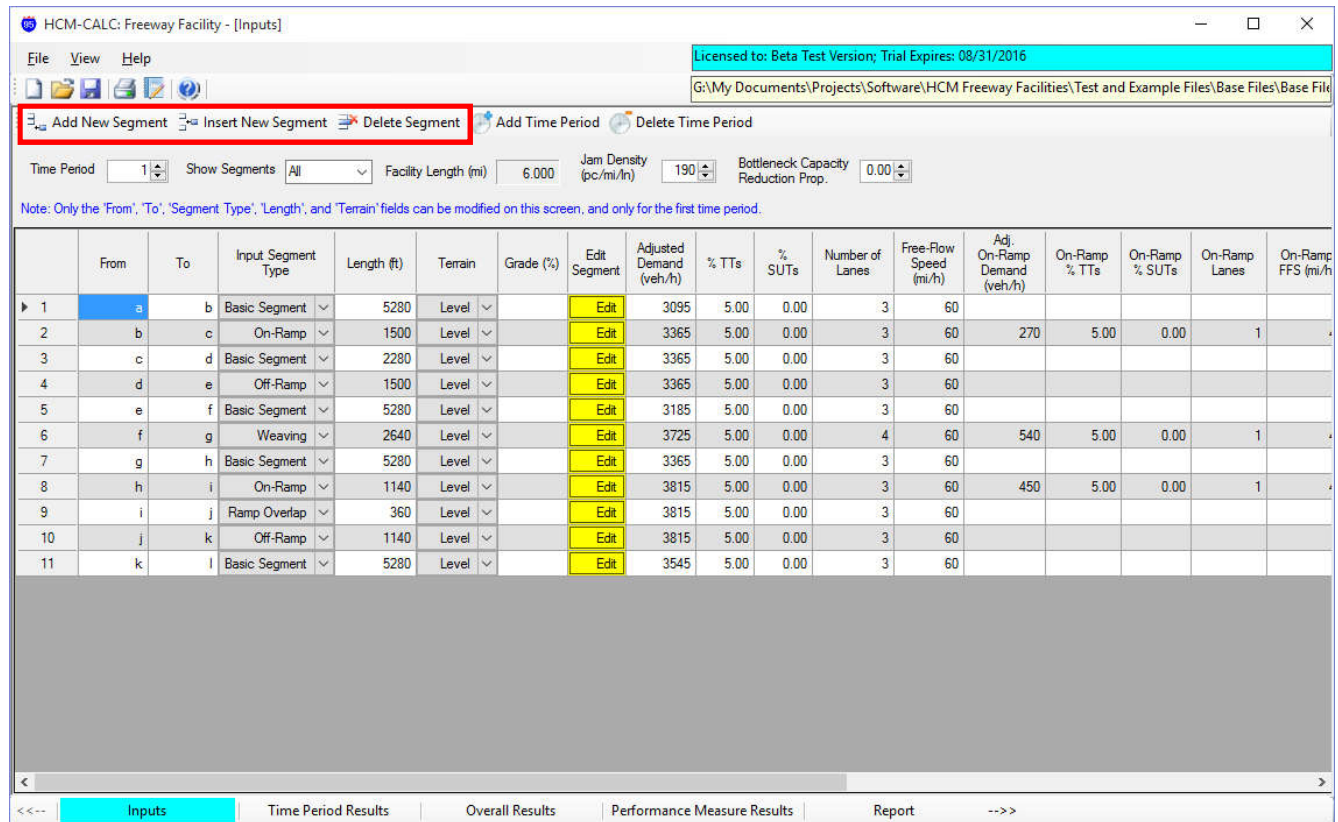 HCM-CALC: Freeway Facility - [Inputs]
File View Help
Licensed to: Beta Test Version; Trial Expires: 08/31/2016
G:\My Documents\Projects\Software\HCM Freeway Facilities\Test and Example Files\Base Files\Base File
Add New Segment Insert New Segment Delete Segment Add Time Period Delete Time Period
Time Period 1 Show Segments All Facility Length (mi) 6.000 Jam Density (pc/mi/ln) 190 Bottleneck Capacity Reduction Prop. 0.00
Note: Only the 'From', 'To', 'Segment Type', 'Length', and 'Terrain' fields can be modified on this screen, and only for the first time period.
From To Input Segment Type Length (ft) Terrain Grade (%) Edit Segment Adjusted Demand (veh/h) % TTs % SUTs Number of Lanes Free-Flow Speed (mi/h) Adj. On-Ramp Demand (veh/h) On-Ramp % TTs On-Ramp % SUTs On-Ramp Lanes On-Ramp FFS (mi/h
1 a b Basic Segment 5280 Level Edit 3095 5.00 0.00 3 60
2 b c On-Ramp 1500 Level Edit 3365 5.00 0.00 3 60 270 5.00 0.00 1
3 c d Basic Segment 2280 Level Edit 3365 5.00 0.00 3 60
4 d e Off-Ramp 1500 Level Edit 3365 5.00 0.00 3 60
5 e f Basic Segment 5280 Level Edit 3185 5.00 0.00 3 60
6 f g Weaving 2640 Level Edit 3725 5.00 0.00 4 60 540 5.00 0.00 1
7 g h Basic Segment 5280 Level Edit 3365 5.00 0.00 3 60
8 h i On-Ramp 1140 Level Edit 3815 5.00 0.00 3 60 450 5.00 0.00 1
9 i j Ramp Overlap 360 Level Edit 3815 5.00 0.00 3 60
10 j k Off-Ramp 1140 Level Edit 3815 5.00 0.00 3 60
11 k l Basic Segment 5280 Level Edit 3545 5.00 0.00 3 60
<<-- Inputs Time Period Results Overall Results Performance Measure Results Report -->>